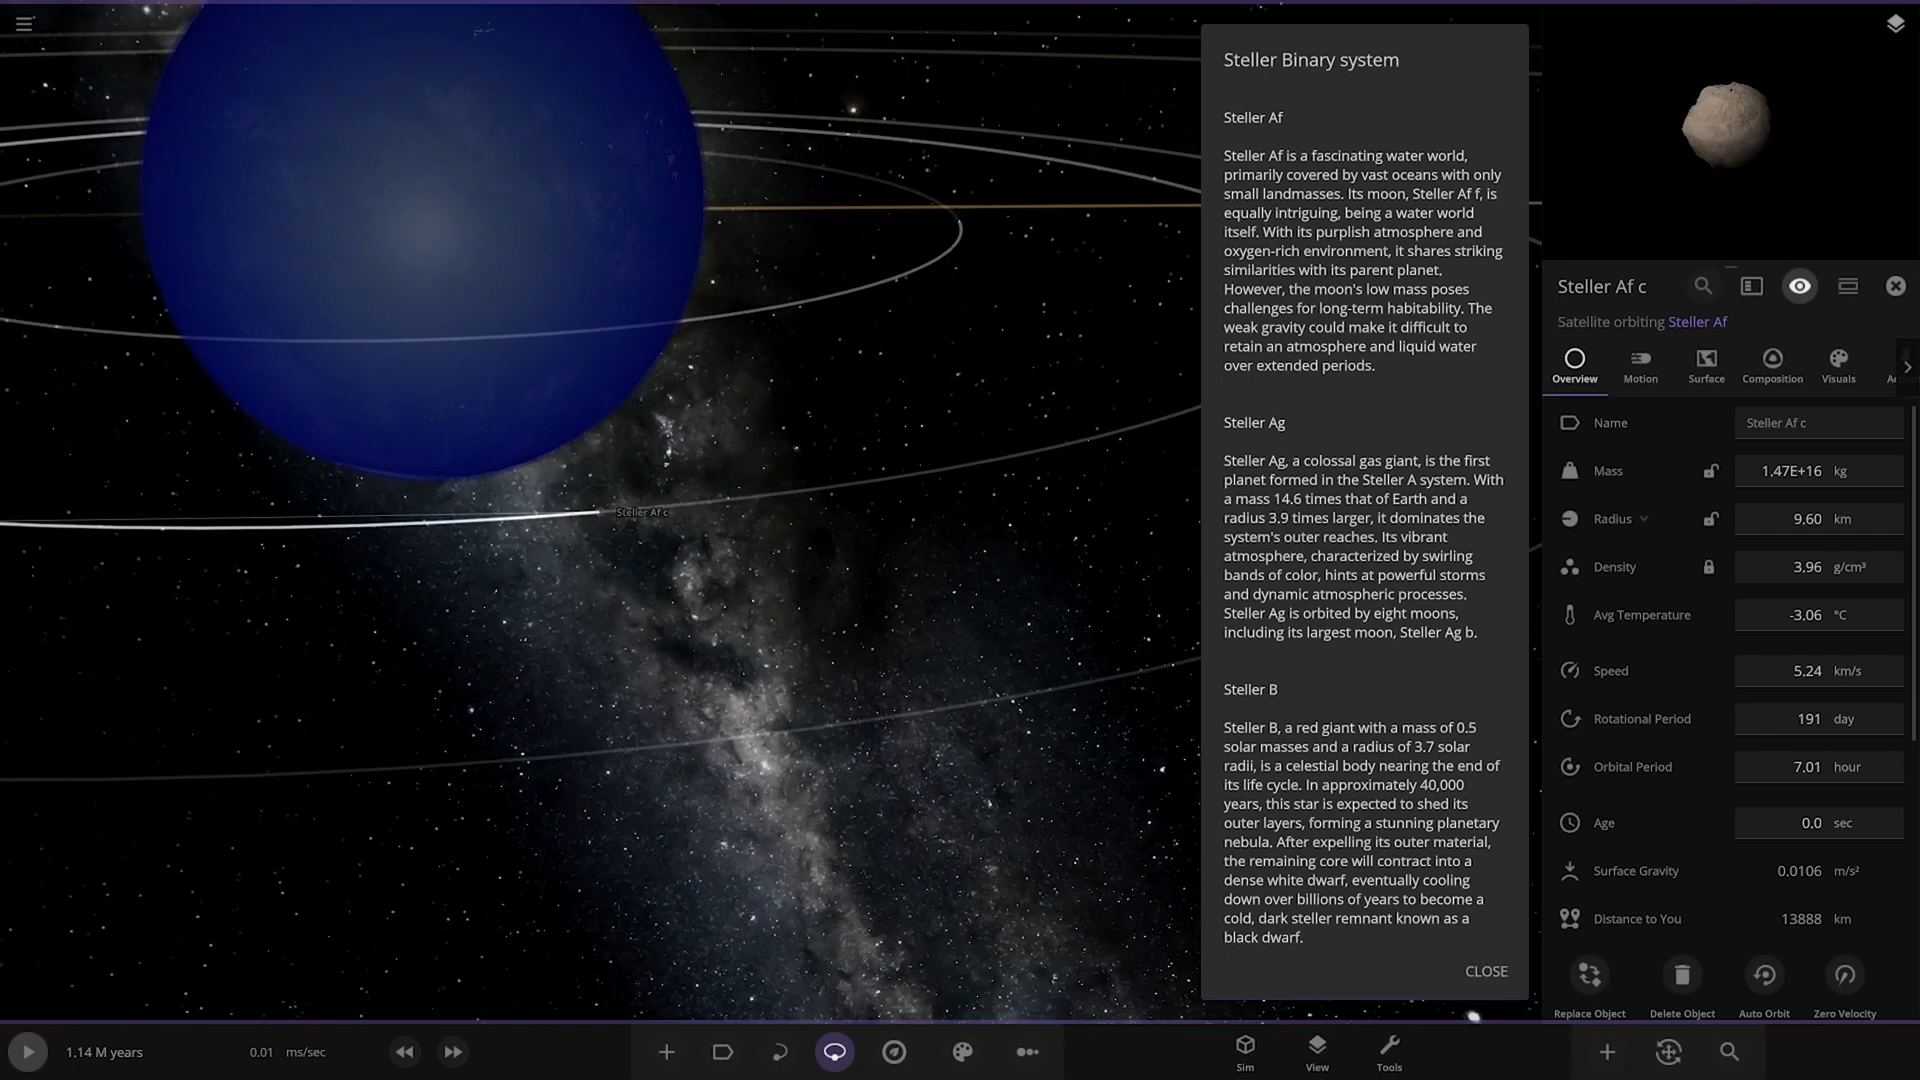 Steller Binary system
Steller Af
Steller Af is a fascinating water world,
primarily covered by vast oceans with only
small landmasses. Its moon, Steller Af f, is
equally intriguing, being a water world
itself. With its purplish atmosphere and
oxygen-rich environment, it shares striking
similarities with its parent planet.
However, the moon's low mass poses
challenges for long-term habitability. The
weak gravity could make it difficult to
retain an atmosphere and liquid water
over extended periods.
Steller Ag
Steller Ag, a colossal gas giant, is the first
planet formed in the Steller A system. With
a mass 14.6 times that of Earth and a
radius 3.9 times larger, it dominates the
system's outer reaches. Its vibrant
atmosphere, characterized by swirling
bands of color, hints at powerful storms
and dynamic atmospheric processes.
Steller Ag is orbited by eight moons,
including its largest moon, Steller Ag b.
Steller B
Steller B, a red giant with a mass of 0.5
solar masses and a radius of 3.7 solar
radii, is a celestial body nearing the end of
its life cycle. In approximately 40,000
years, this star is expected to shed its
outer layers, forming a stunning planetary
nebula. After expelling its outer material,
the remaining core will contract into a
dense white dwarf, eventually cooling
down over billions of years to become a
cold, dark steller remnant known as a
black dwarf.
CLOSE
Steller Af c
Steller Af c
Satellite orbiting Steller Af
Overview Motion Surface Composition Visuals
Name Steller Af c
Mass 1.47E+16 kg
Radius 9.60 km
Density 3.96 g/cm³
Avg Temperature -3.06 °C
Speed 5.24 km/s
Rotational Period 191 day
Orbital Period 7.01 hour
Age 0.0 sec
Surface Gravity 0.0106 m/s²
Distance to You 13888 km
Replace Object Delete Object Auto Orbit Zero Velocity
1.14 M years 0.01 ms/sec
Sim View Tools